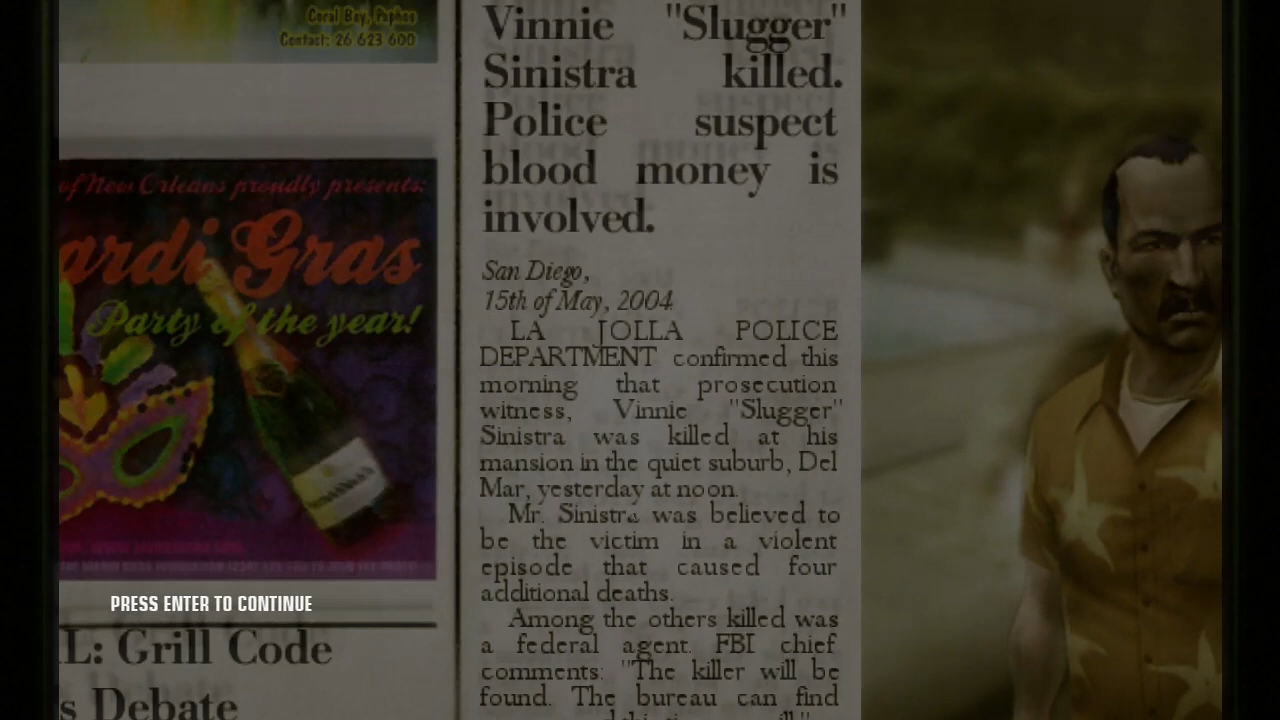 Coral Bay, Paphos
Contact: 26 623 600
of New Orleans proudly presents:
ardi Gras
Party of the year!
PRESS ENTER TO CONTINUE
L: Grill Code
s Debate
Vinnie "Slugger"
Sinistra killed.
Police suspect
blood money is
involved.
San Diego,
15th of May, 2004
LA JOLLA POLICE
DEPARTMENT confirmed this
morning that prosecution
witness, Vinnie "Slugger"
Sinistra was killed at his
mansion in the quiet suburb, Del
Mar, yesterday at noon.
Mr. Sinistra was believed to
be the victim in a violent
episode that caused four
additional deaths.
Among the others killed was
a federal agent. FBI chief
comments: "The killer will be
found. The bureau can find